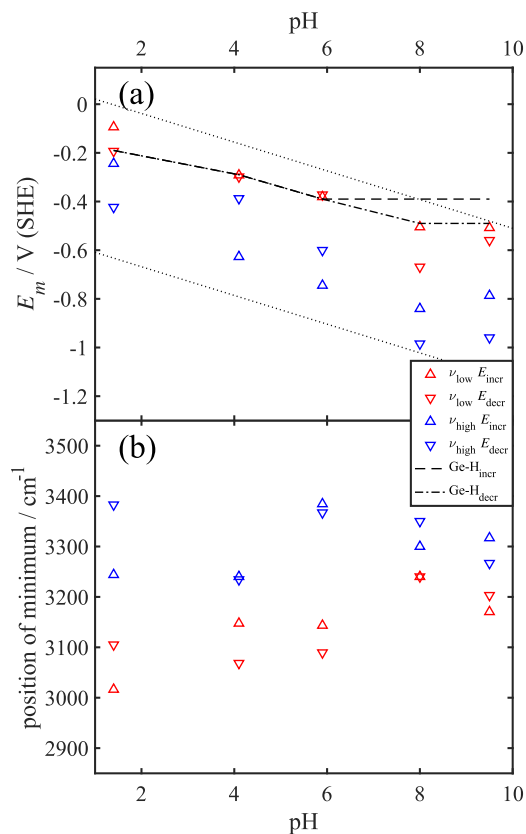 pH
2 4 6 8 10
(a)
0
-0.2
-0.4
-0.6
-0.8
-1
-1.2
E_m / V (SHE)
ν_low E_incr
ν_low E_decr
ν_high E_incr
ν_high E_decr
Ge-H_incr
Ge-H_decr
(b)
3500
3400
3300
3200
3100
3000
2900
position of minimum / cm⁻¹
2 4 6 8 10
pH